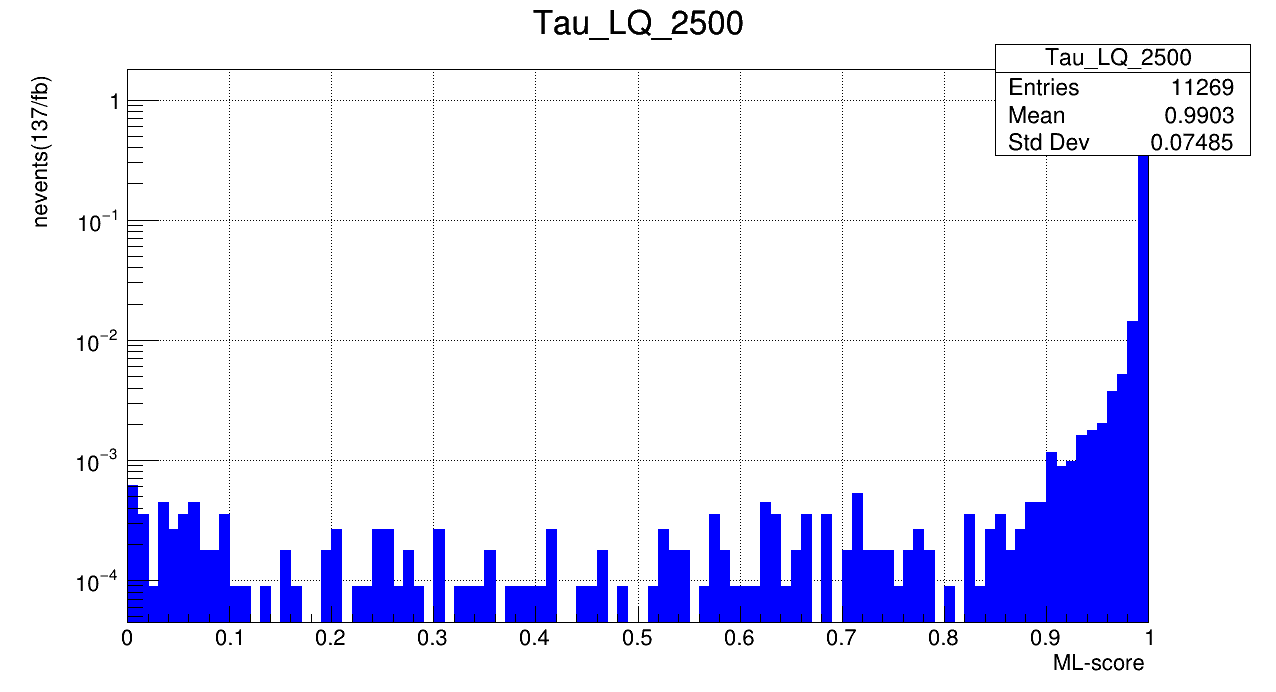 Tau_LQ_2500
Tau_LQ_2500
Entries 11269
Mean 0.9903
Std Dev 0.07485
nevents(137/fb)
1
10⁻¹
10⁻²
10⁻³
10⁻⁴
0 0.1 0.2 0.3 0.4 0.5 0.6 0.7 0.8 0.9 1
ML-score